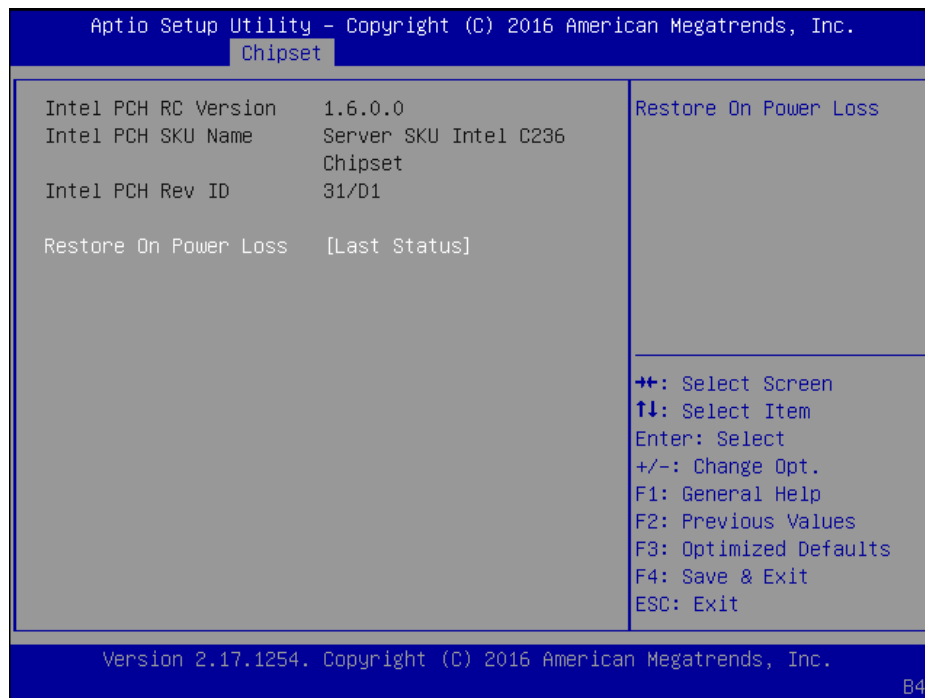 Aptio Setup Utility – Copyright (C) 2016 American Megatrends, Inc.
Chipset
Intel PCH RC Version 1.6.0.0
Intel PCH SKU Name Server SKU Intel C236
Chipset
Intel PCH Rev ID 31/D1
Restore On Power Loss [Last Status]
Restore On Power Loss
→←: Select Screen
↑↓: Select Item
Enter: Select
+/-: Change Opt.
F1: General Help
F2: Previous Values
F3: Optimized Defaults
F4: Save & Exit
ESC: Exit
Version 2.17.1254. Copyright (C) 2016 American Megatrends, Inc.
B4